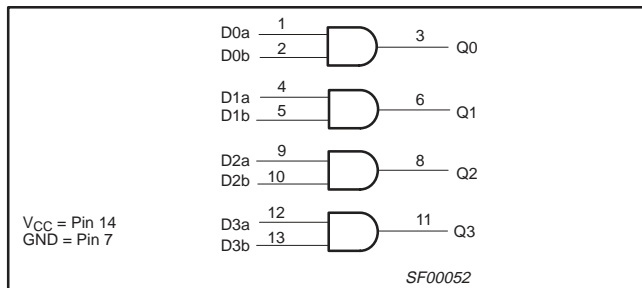 D0a 1
D0b 2
3 Q0
D1a 4
D1b 5
6 Q1
D2a 9
D2b 10
8 Q2
D3a 12
D3b 13
11 Q3
VCC = Pin 14
GND = Pin 7
SF00052